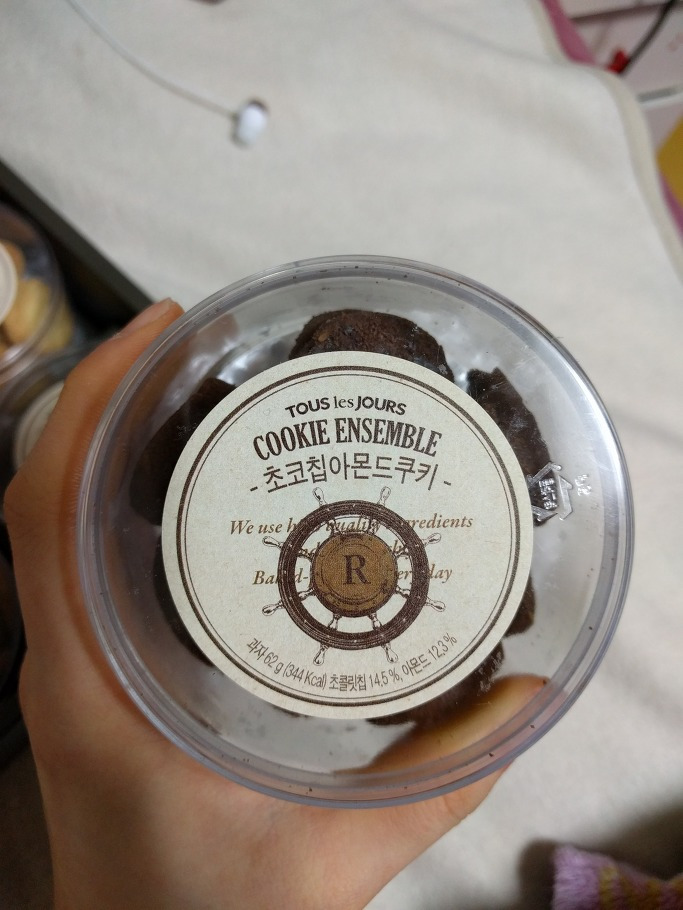 TOUS les JOURS
COOKIE ENSEMBLE
- 초코칩아몬드쿠키 -
We use quality
R
과자 62 g (344 Kcal) 초콜릿칩 14.5 %, 아몬드 12.3 %